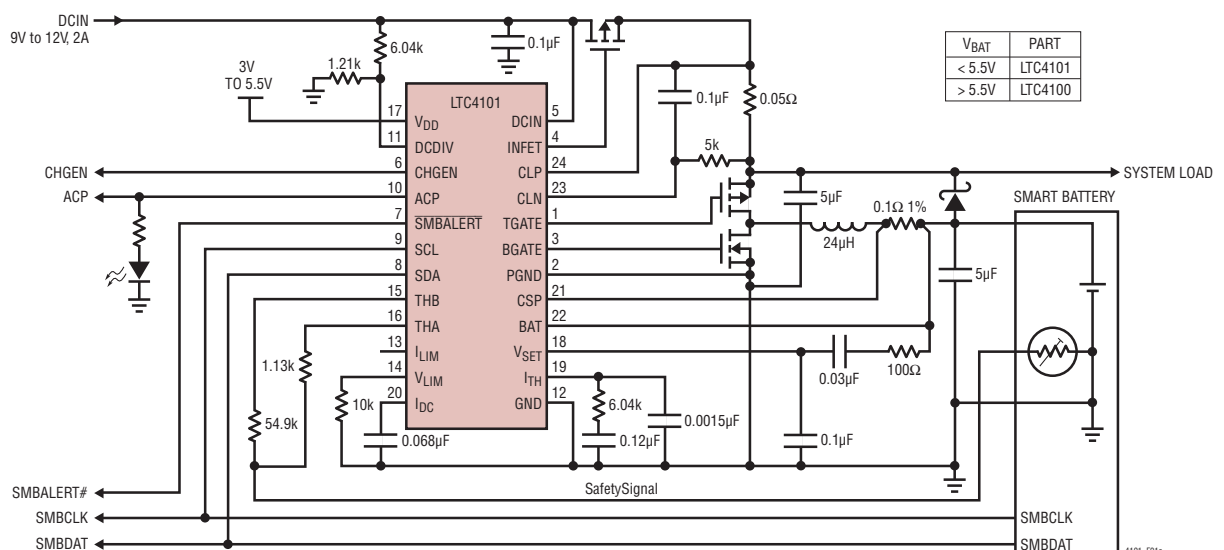 DCIN
9V to 12V, 2A
3V
TO 5.5V
1.21k
6.04k
0.1µF
0.1µF
0.05Ω
5k
VBAT PART
< 5.5V LTC4101
> 5.5V LTC4100
LTC4101
17 VDD
11 DCDIV
6 CHGEN
10 ACP
7 SMBALERT
9 SCL
8 SDA
15 THB
16 THA
13 ILIM
14 VLIM
20 IDC
DCIN 5
INFET 4
CLP 24
CLN 23
TGATE 1
BGATE 3
PGND 2
CSP 21
BAT 22
VSET 18
ITH 19
GND 12
CHGEN
ACP
SYSTEM LOAD
SMART BATTERY
5µF
24µH
0.1Ω 1%
5µF
1.13k
54.9k
10k
0.068µF
6.04k
0.12µF
0.0015µF
0.03µF
100Ω
0.1µF
SafetySignal
SMBALERT#
SMBCLK
SMBDAT
SMBCLK
SMBDAT